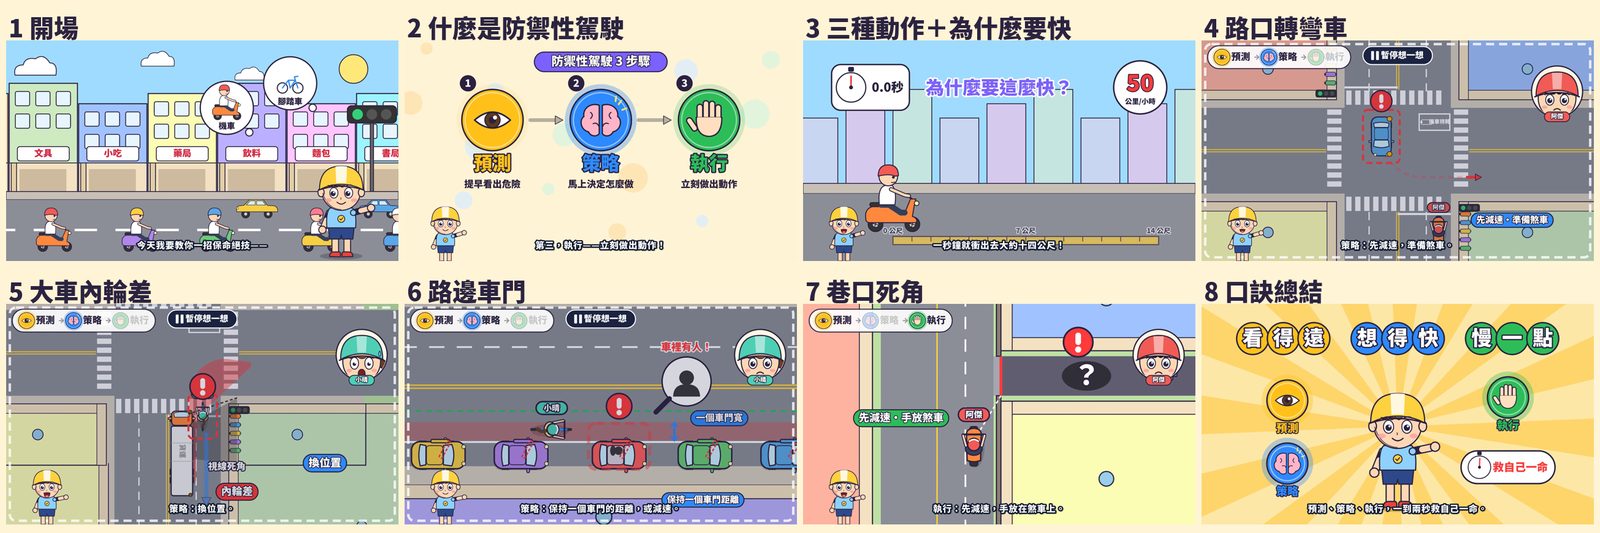 1 開場
腳踏車
機車
文具
小吃
藥局
飲料
麵包
書局
今天我要教你一招保命絕技——
2 什麼是防禦性駕駛
防禦性駕駛 3 步驟
1
2
3
預測
策略
執行
提早看出危險
馬上決定怎麼做
立刻做出動作
第三。執行——立刻做出動作！
3 三種動作＋為什麼要快
0.0秒
為什麼要這麼快？
50
公里/小時
0 公尺
7 公尺
14 公尺
一秒鐘就衝出去大約十四公尺！
4 路口轉彎車
預測 → 策略 → 執行
暫停想一想
阿傑
阿傑
先減速・準備煞車
策略：先減速，準備煞車。
5 大車內輪差
預測 → 策略 → 執行
暫停想一想
小晴
視線死角
換位置
內輪差
策略：換位置。
6 路邊車門
預測 → 策略 → 執行
暫停想一想
車裡有人！
小晴
小晴
一個車門寬
保持一個車門距離
策略：保持一個車門的距離，或減速。
7 巷口死角
預測 → 策略 → 執行
!
?
阿傑
先減速・手放煞車
阿傑
執行：先減速，手放在煞車上。
8 口訣總結
看得遠
想得快
慢一點
預測
執行
策略
救自己一命
預測、策略、執行，一到兩秒救自己一命。